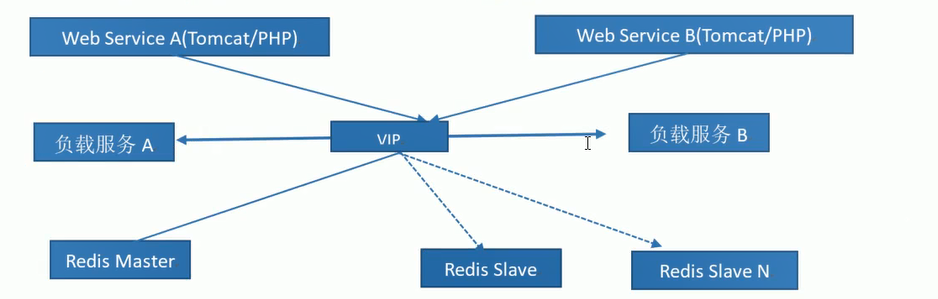 Web Service A(Tomcat/PHP)
Web Service B(Tomcat/PHP)
负载服务 A
VIP
负载服务 B
Redis Master
Redis Slave
Redis Slave N